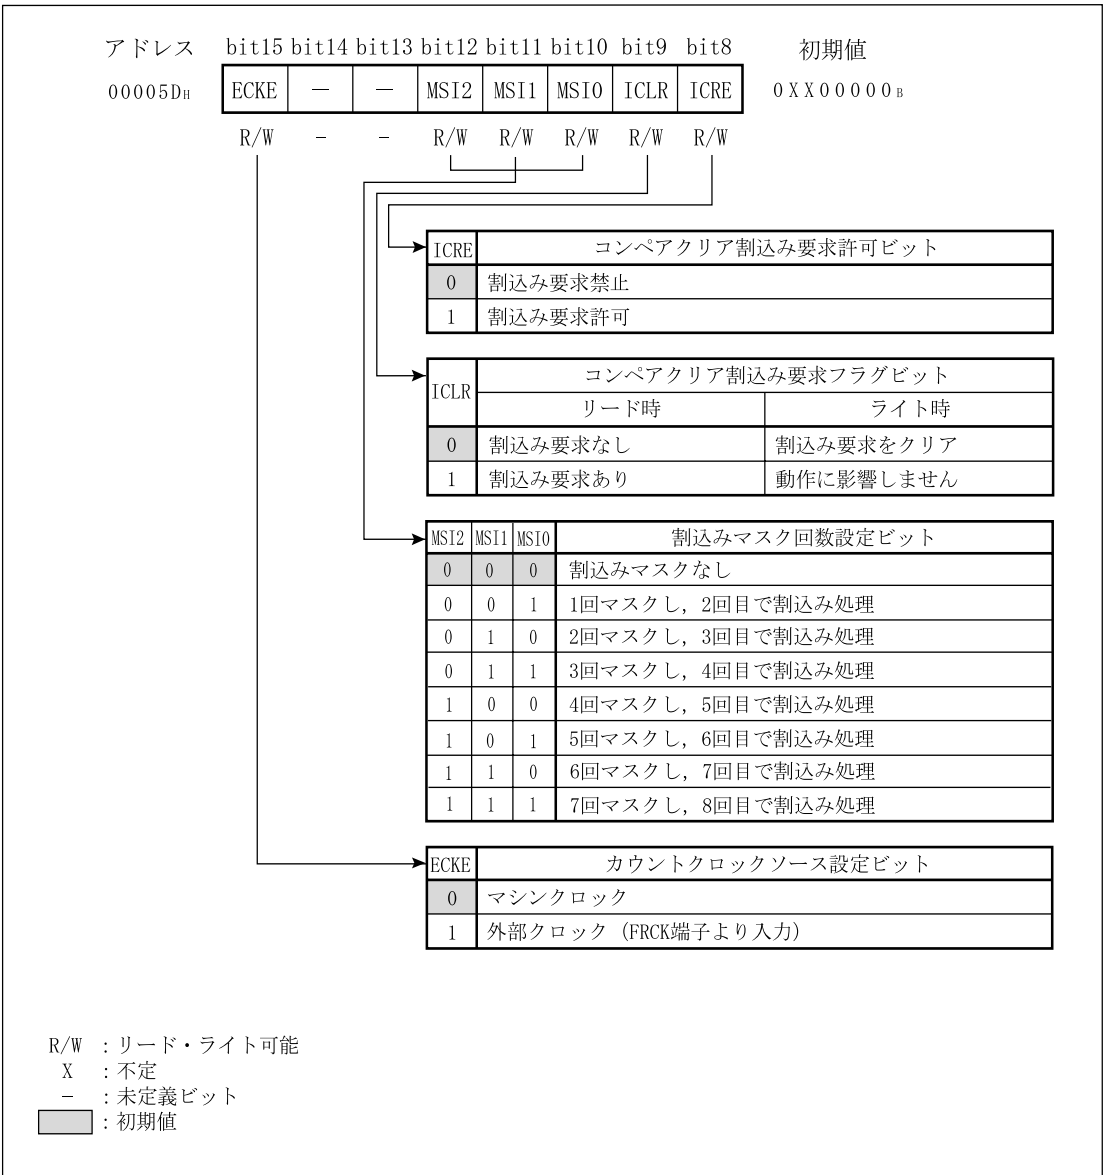 アドレス bit15 bit14 bit13 bit12 bit11 bit10 bit9 bit8 初期値
00005DH ECKE — — MSI2 MSI1 MSI0 ICLR ICRE 0XX00000B
R/W − − R/W R/W R/W R/W R/W
ICRE コンペアクリア割込み要求許可ビット
0 割込み要求禁止
1 割込み要求許可
ICLR コンペアクリア割込み要求フラグビット
リード時 ライト時
0 割込み要求なし 割込み要求をクリア
1 割込み要求あり 動作に影響しません
MSI2 MSI1 MSI0 割込みマスク回数設定ビット
0 0 0 割込みマスクなし
0 0 1 1回マスクし，2回目で割込み処理
0 1 0 2回マスクし，3回目で割込み処理
0 1 1 3回マスクし，4回目で割込み処理
1 0 0 4回マスクし，5回目で割込み処理
1 0 1 5回マスクし，6回目で割込み処理
1 1 0 6回マスクし，7回目で割込み処理
1 1 1 7回マスクし，8回目で割込み処理
ECKE カウントクロックソース設定ビット
0 マシンクロック
1 外部クロック（FRCK端子より入力）
R/W ：リード・ライト可能
X ：不定
− ：未定義ビット
：初期値